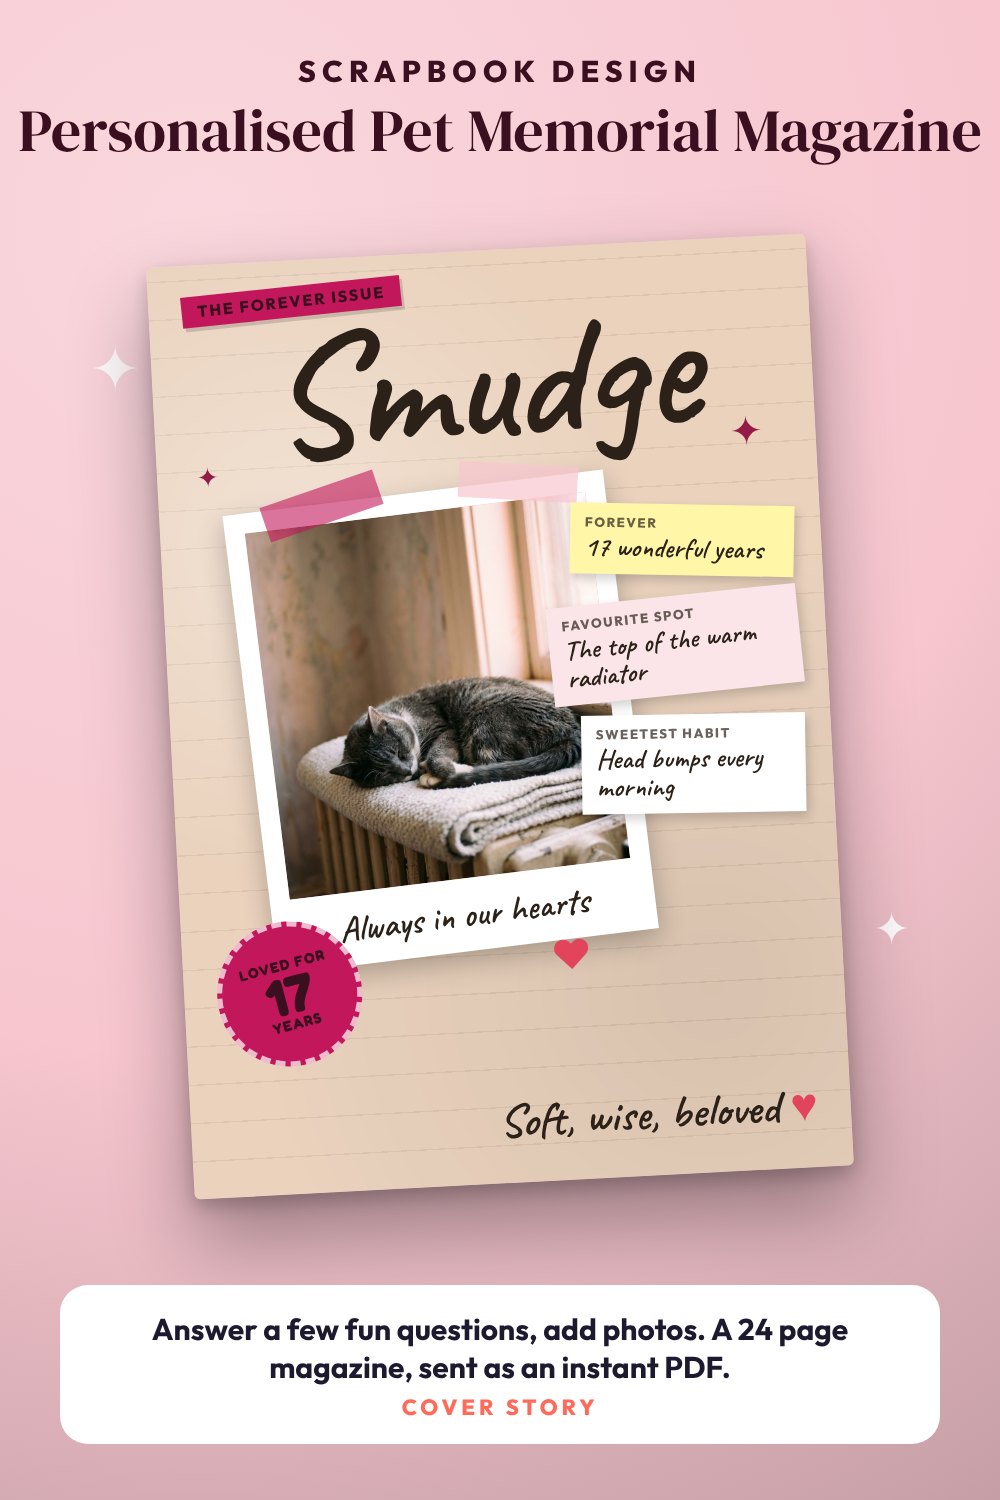 SCRAPBOOK DESIGN
Personalised Pet Memorial Magazine
THE FOREVER ISSUE
Smudge
FOREVER
17 wonderful years
FAVOURITE SPOT
The top of the warm
radiator
SWEETEST HABIT
Head bumps every
morning
Always in our hearts
LOVED FOR
17
YEARS
Soft, wise, beloved
Answer a few fun questions, add photos. A 24 page
magazine, sent as an instant PDF.
COVER STORY